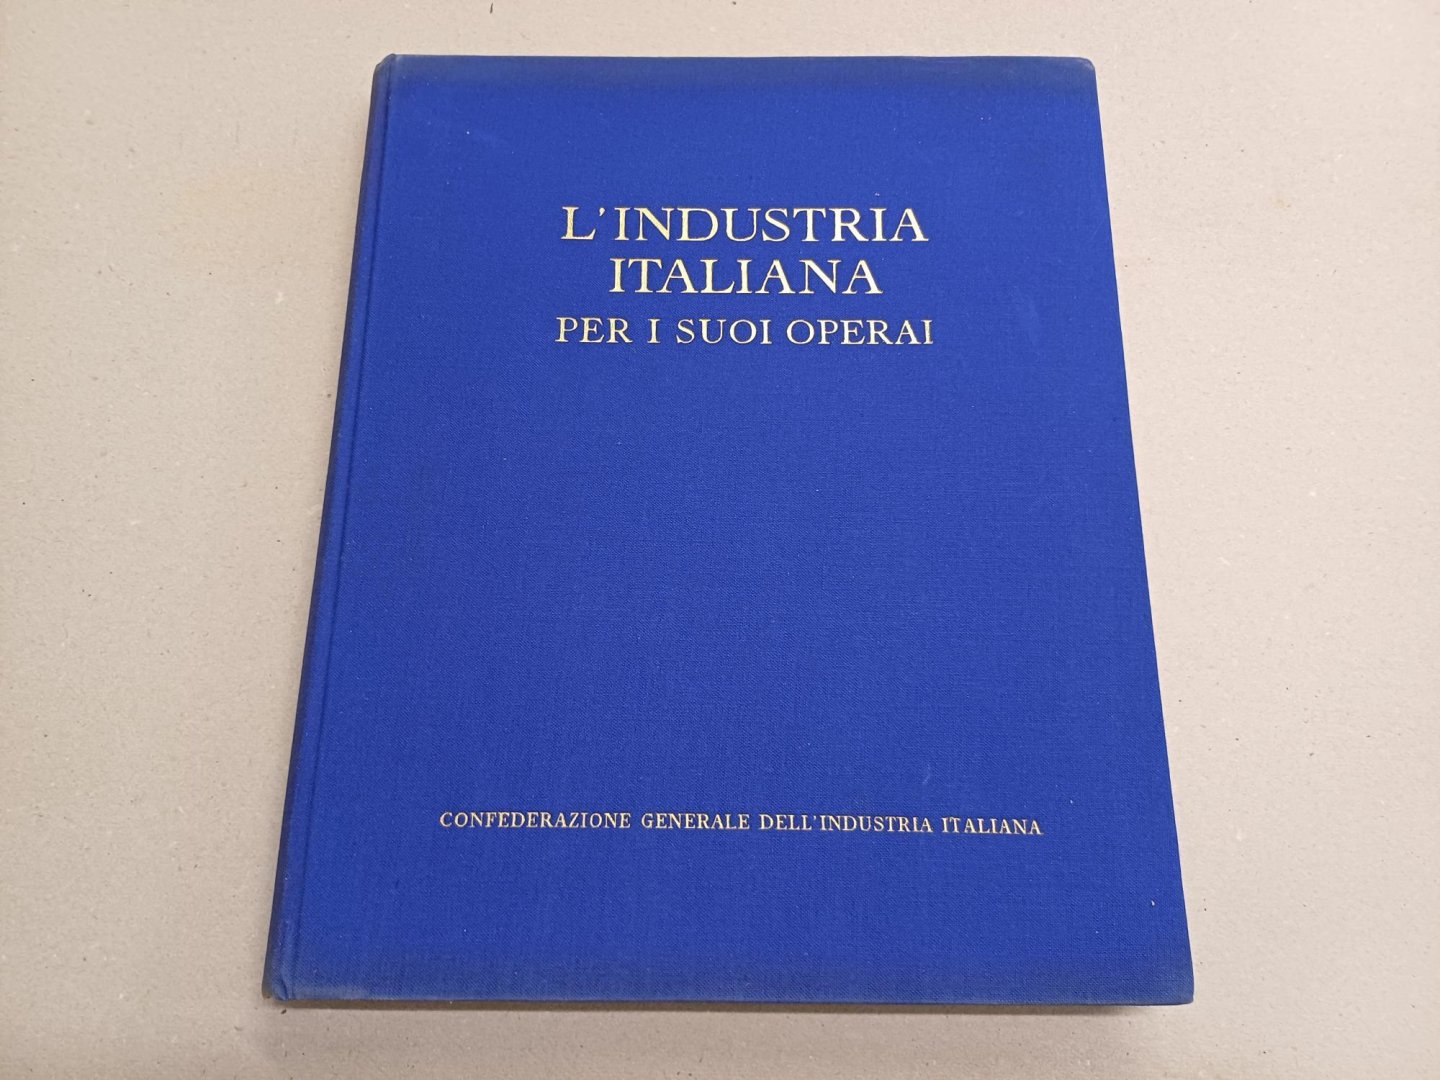 L'INDUSTRIA
ITALIANA
PER I SUOI OPERAI
CONFEDERAZIONE GENERALE DELL'INDUSTRIA ITALIANA